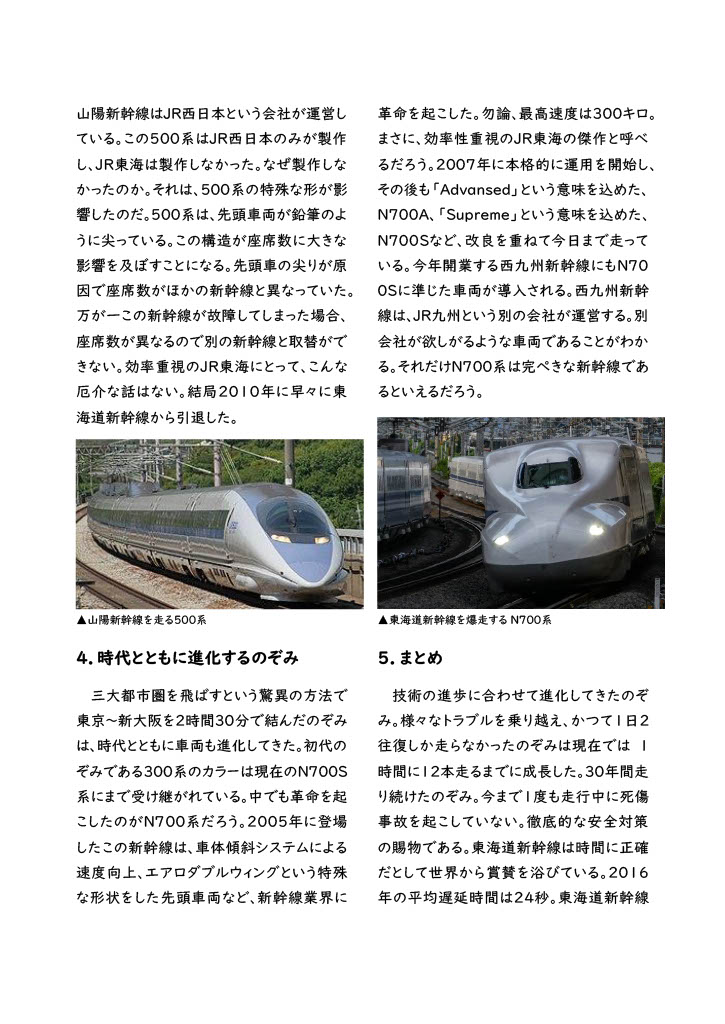 山陽新幹線はJR西日本という会社が運営し
ている。この500系はJR西日本のみが製作
し、JR東海は製作しなかった。なぜ製作しな
かったのか。それは、500系の特殊な形が影
響したのだ。500系は、先頭車両が鉛筆のよ
うに尖っている。この構造が座席数に大きな
影響を及ぼすことになる。先頭車の尖りが原
因で座席数がほかの新幹線と異なっていた。
万が一この新幹線が故障してしまった場合、
座席数が異なるので別の新幹線と取替がで
きない。効率重視のJR東海にとって、こんな
厄介な話はない。結局2010年に早々に東
海道新幹線から引退した。
▲山陽新幹線を走る500系
4．時代とともに進化するのぞみ
三大都市圏を飛ばすという驚異の方法で
東京～新大阪を2時間30分で結んだのぞみ
は、時代とともに車両も進化してきた。初代の
ぞみである300系のカラーは現在のN700S
系にまで受け継がれている。中でも革命を起
こしたのがN700系だろう。2005年に登場
したこの新幹線は、車体傾斜システムによる
速度向上、エアロダブルウィングという特殊
な形状をした先頭車両など、新幹線業界に
革命を起こした。勿論、最高速度は300キロ。
まさに、効率性重視のJR東海の傑作と呼べ
るだろう。2007年に本格的に運用を開始し、
その後も「Advansed」という意味を込めた、
N700A、「Supreme」という意味を込めた、
N700Sなど、改良を重ねて今日まで走って
いる。今年開業する西九州新幹線にもN70
0Sに準じた車両が導入される。西九州新幹
線は、JR九州という別の会社が運営する。別
会社が欲しがるような車両であることがわか
る。それだけN700系は完ぺきな新幹線であ
るといえるだろう。
▲東海道新幹線を爆走する N700系
5．まとめ
技術の進歩に合わせて進化してきたのぞ
み。様々なトラブルを乗り越え、かつて1日2
往復しか走らなかったのぞみは現在では 1
時間に12本走るまでに成長した。30年間走
り続けたのぞみ。今まで1度も走行中に死傷
事故を起こしていない。徹底的な安全対策
の賜物である。東海道新幹線は時間に正確
だとして世界から賞賛を浴びている。2016
年の平均遅延時間は24秒。東海道新幹線